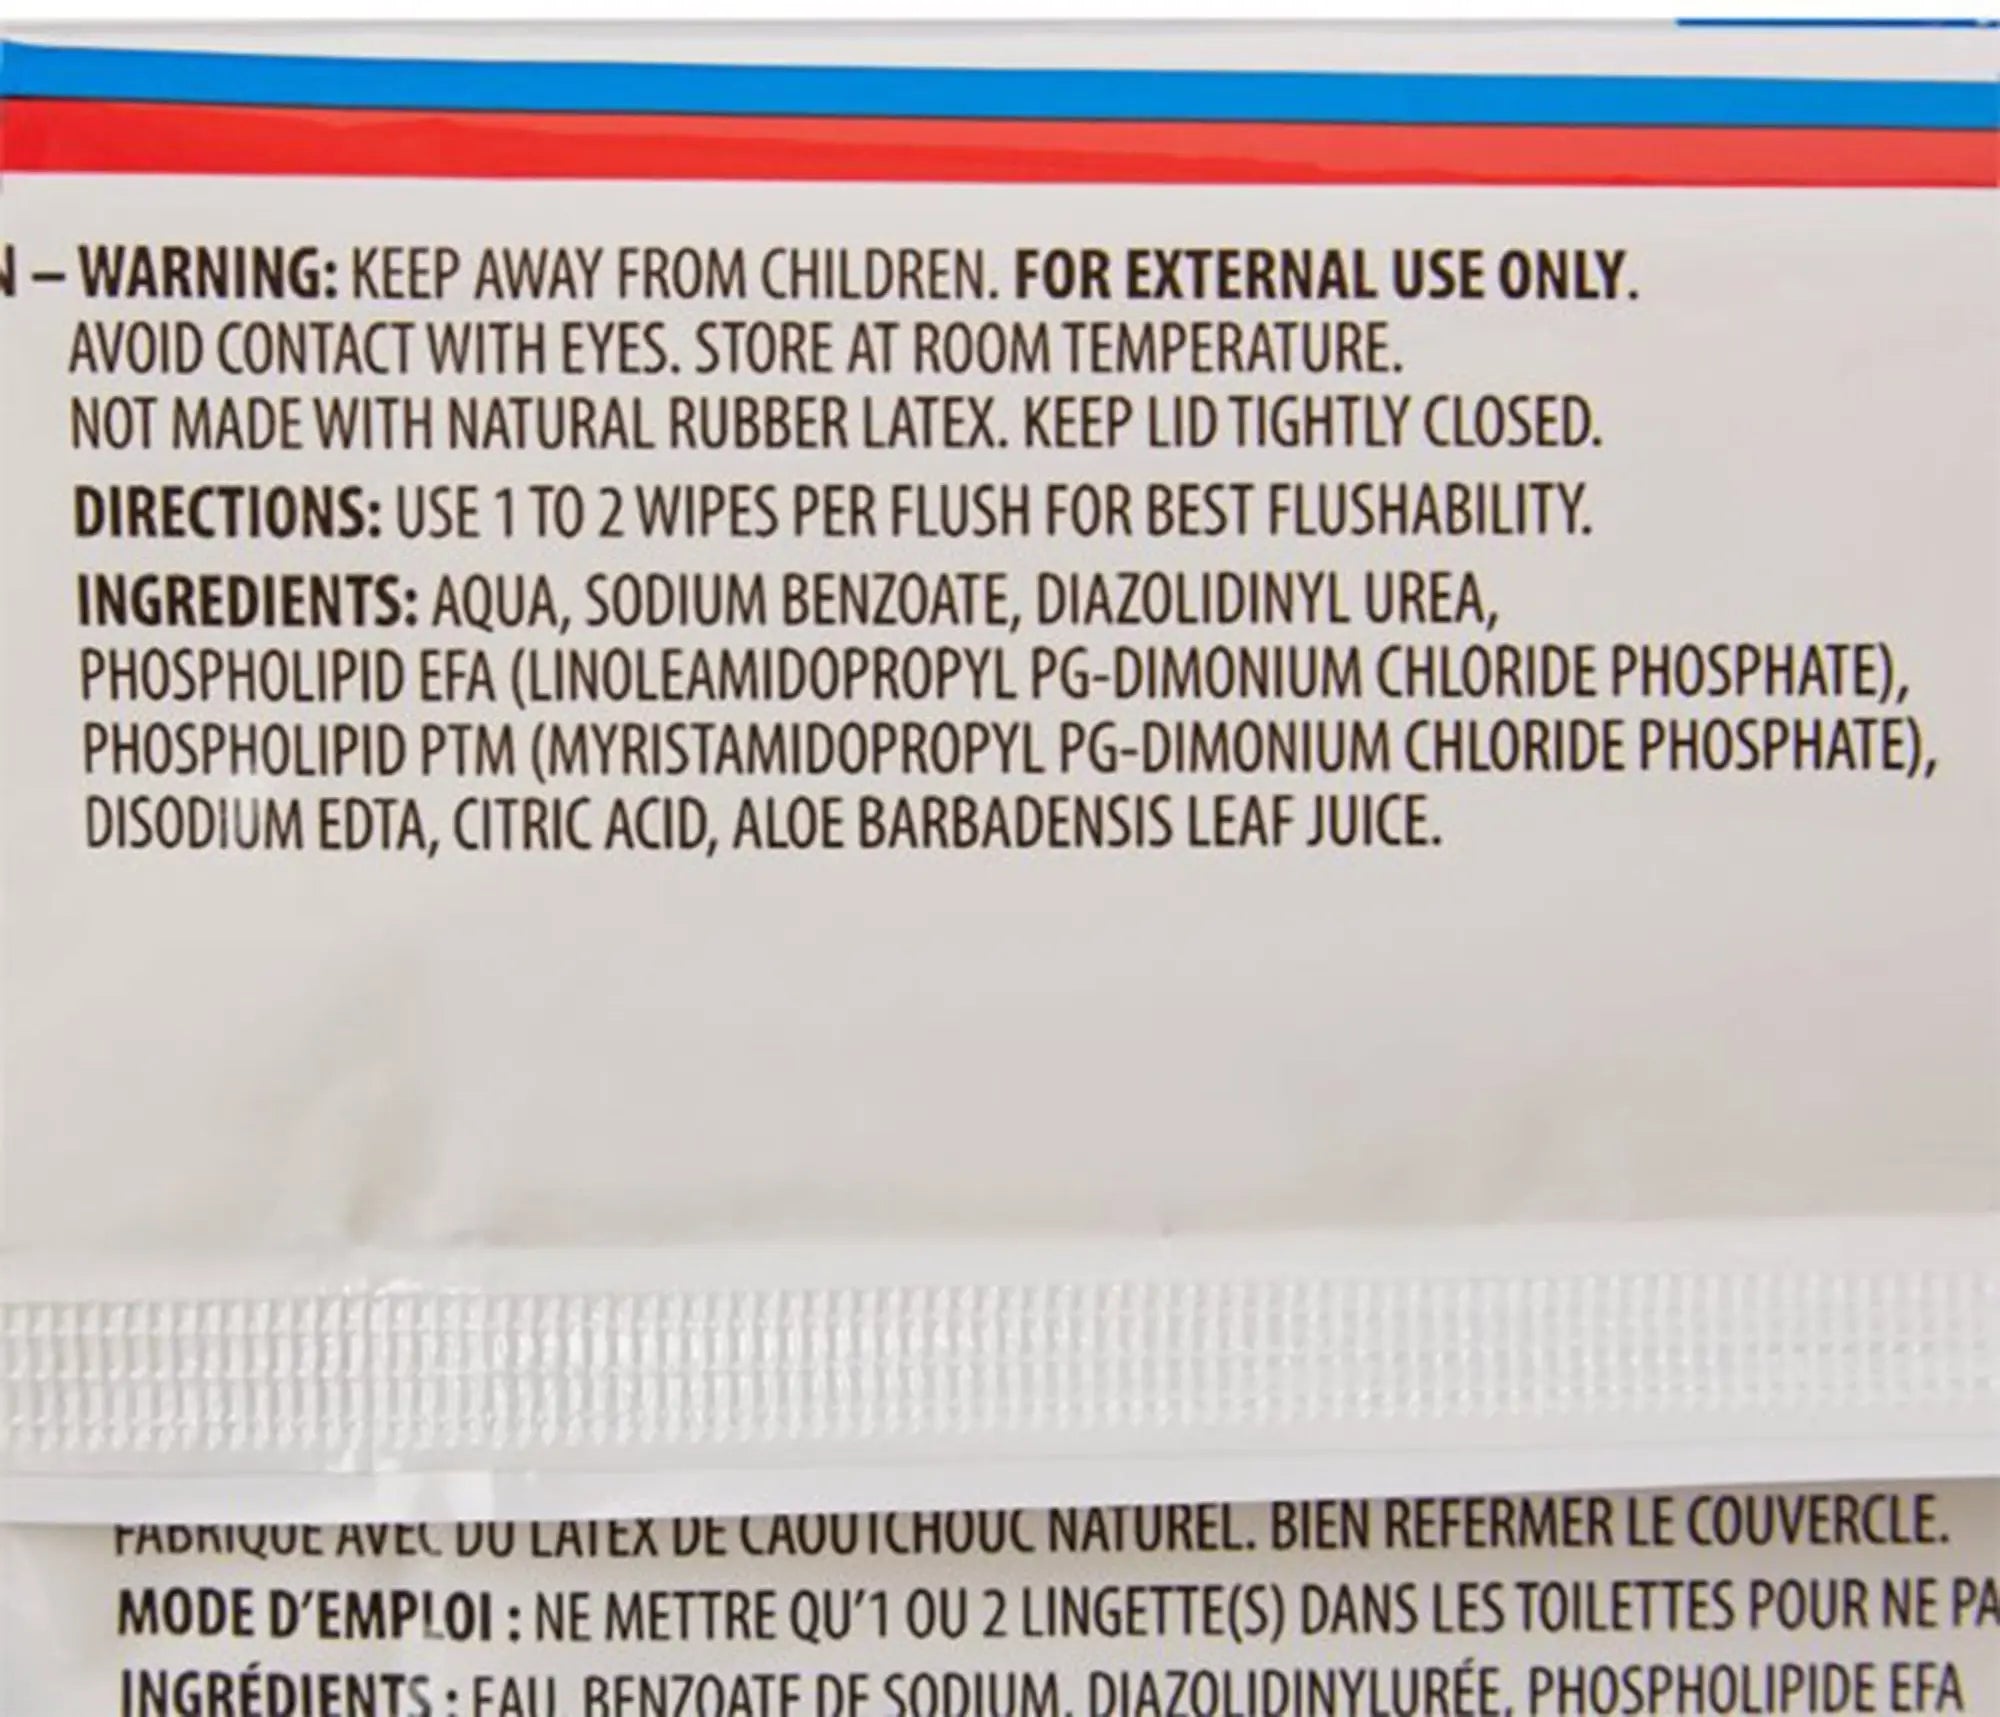 N – WARNING: KEEP AWAY FROM CHILDREN. FOR EXTERNAL USE ONLY.
AVOID CONTACT WITH EYES. STORE AT ROOM TEMPERATURE.
NOT MADE WITH NATURAL RUBBER LATEX. KEEP LID TIGHTLY CLOSED.
DIRECTIONS: USE 1 TO 2 WIPES PER FLUSH FOR BEST FLUSHABILITY.
INGREDIENTS: AQUA, SODIUM BENZOATE, DIAZOLIDINYL UREA,
PHOSPHOLIPID EFA (LINOLEAMIDOPROPYL PG-DIMONIUM CHLORIDE PHOSPHATE),
PHOSPHOLIPID PTM (MYRISTAMIDOPROPYL PG-DIMONIUM CHLORIDE PHOSPHATE),
DISODIUM EDTA, CITRIC ACID, ALOE BARBADENSIS LEAF JUICE.
FABRIQUE AVEC DU LATEX DE CAOUTCHOUC NATUREL. BIEN REFERMER LE COUVERCLE.
MODE D'EMPLOI : NE METTRE QU'1 OU 2 LINGETTE(S) DANS LES TOILETTES POUR NE PA
INGRÉDIENTS : EAU, BENZOATE DE SODIUM, DIAZOLIDINYLURÉE, PHOSPHOLIPIDE EFA